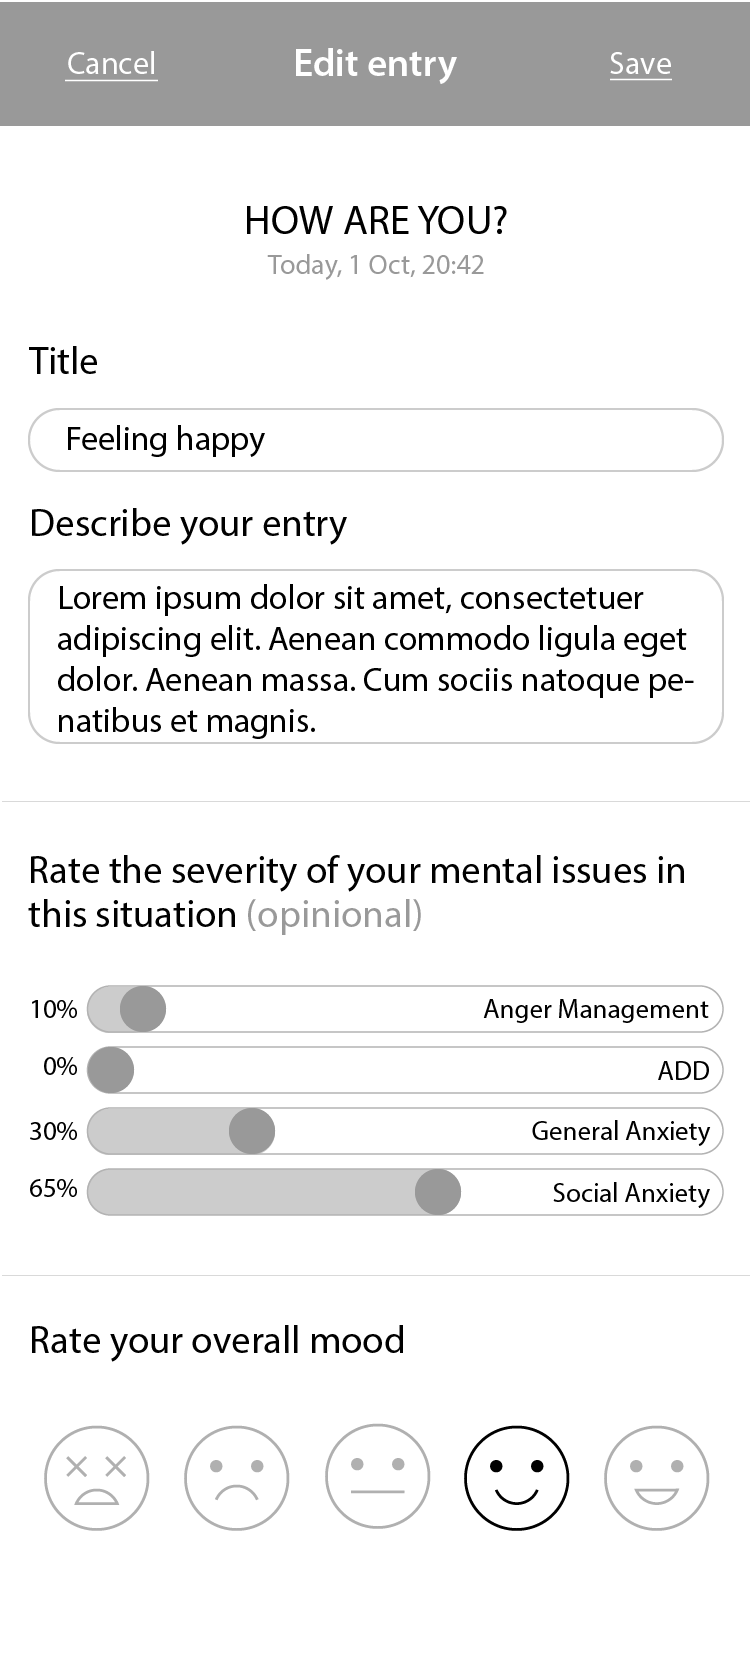 Cancel Edit entry Save
HOW ARE YOU?
Today, 1 Oct, 20:42
Title
Feeling happy
Describe your entry
Lorem ipsum dolor sit amet, consectetuer
adipiscing elit. Aenean commodo ligula eget
dolor. Aenean massa. Cum sociis natoque pe-
natibus et magnis.
Rate the severity of your mental issues in
this situation (opinional)
10% Anger Management
0% ADD
30% General Anxiety
65% Social Anxiety
Rate your overall mood